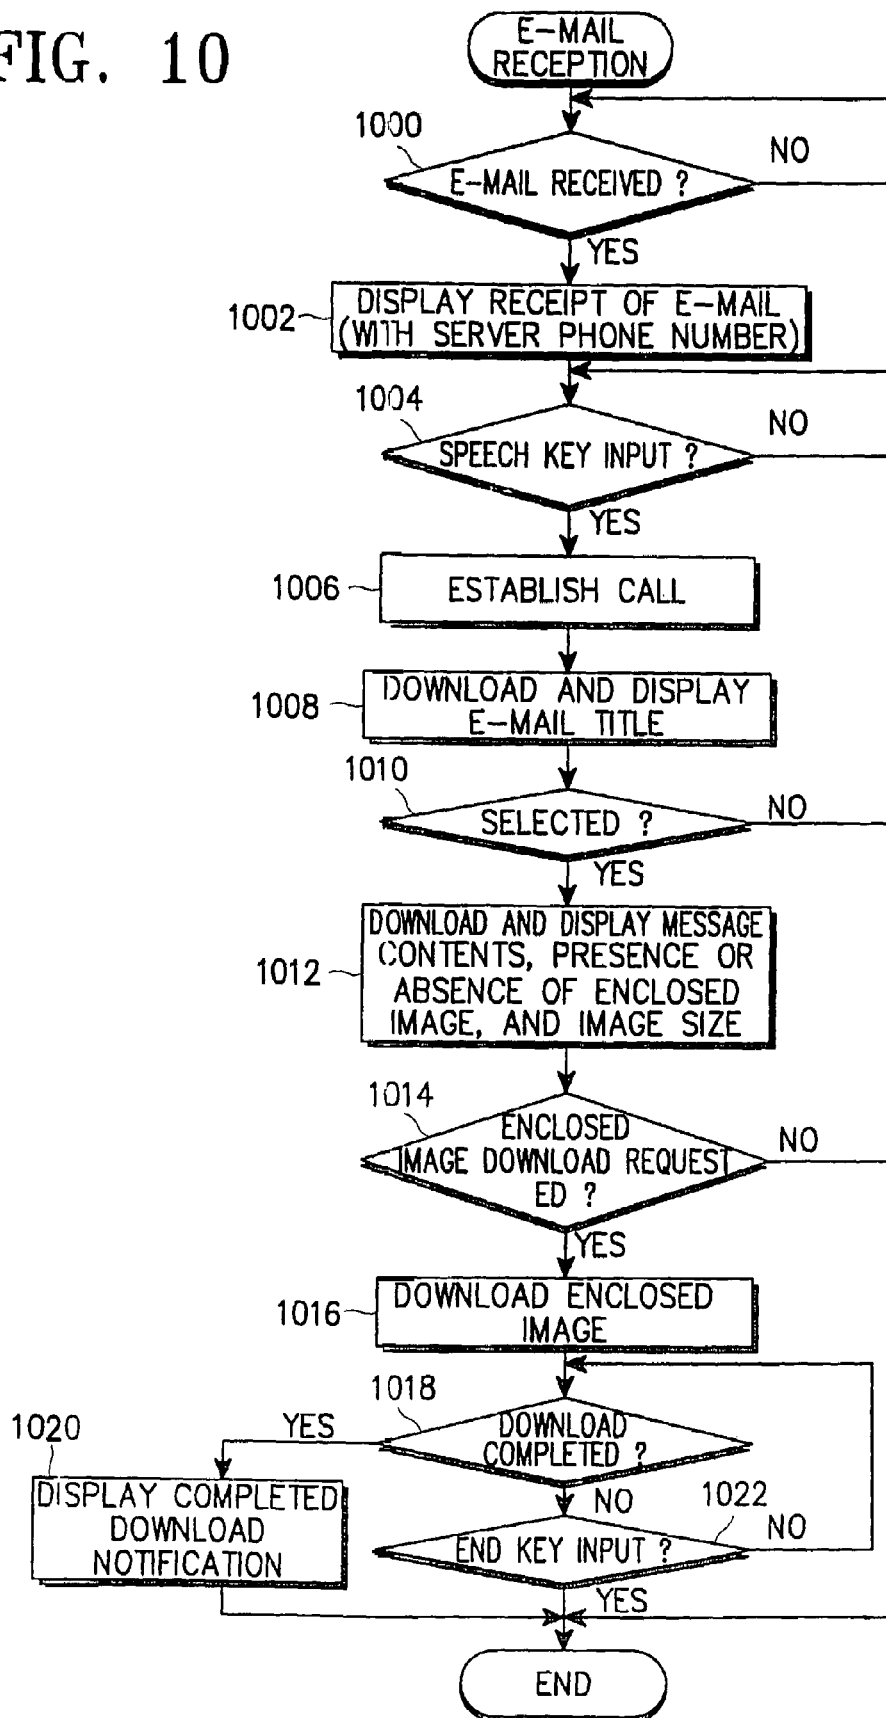 FIG. 10
E-MAIL
RECEPTION
1000
E-MAIL RECEIVED ?
NO
YES
1002
DISPLAY RECEIPT OF E-MAIL
(WITH SERVER PHONE NUMBER)
1004
SPEECH KEY INPUT ?
NO
YES
1006
ESTABLISH CALL
1008
DOWNLOAD AND DISPLAY
E-MAIL TITLE
1010
SELECTED ?
NO
YES
1012
DOWNLOAD AND DISPLAY MESSAGE
CONTENTS, PRESENCE OR
ABSENCE OF ENCLOSED
IMAGE, AND IMAGE SIZE
1014
ENCLOSED
IMAGE DOWNLOAD REQUEST
ED ?
NO
YES
1016
DOWNLOAD ENCLOSED
IMAGE
1018
DOWNLOAD
COMPLETED ?
YES
NO
1020
DISPLAY COMPLETED
DOWNLOAD
NOTIFICATION
1022
END KEY INPUT ?
NO
YES
END